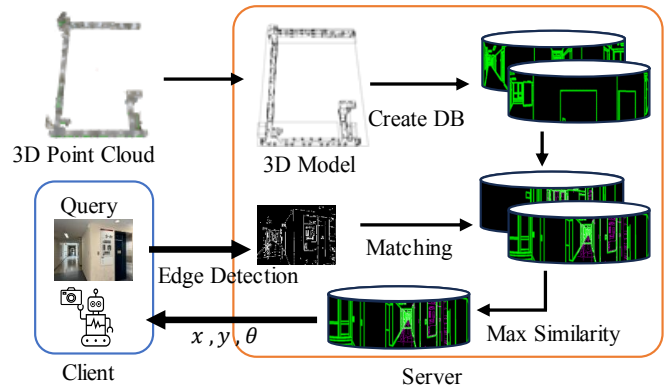 Create DB
3D Point Cloud
3D Model
Query
Edge Detection
Matching
x , y , θ
Max Similarity
Client
Server